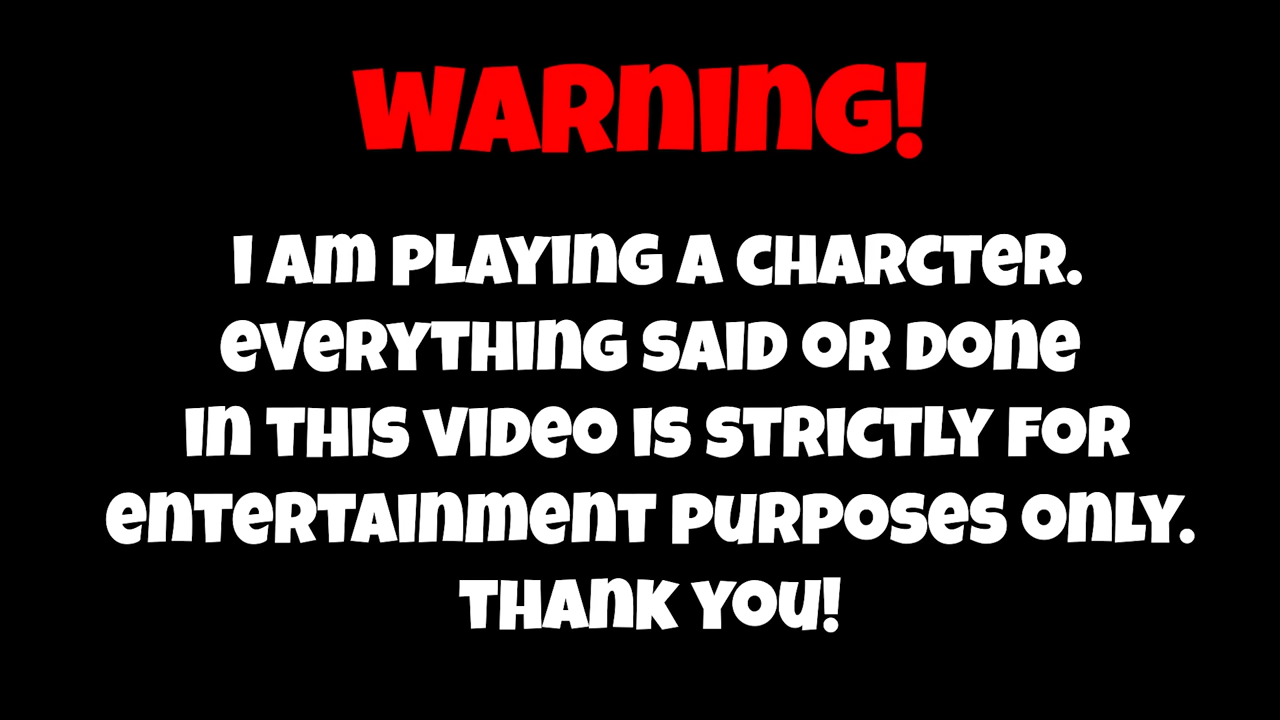 WARNING!
I AM PLAYING A CHARCTER.
EVERYTHING SAID OR DONE
IN THIS VIDEO IS STRICTLY FOR
ENTERTAINMENT PURPOSES ONLY.
THANK YOU!